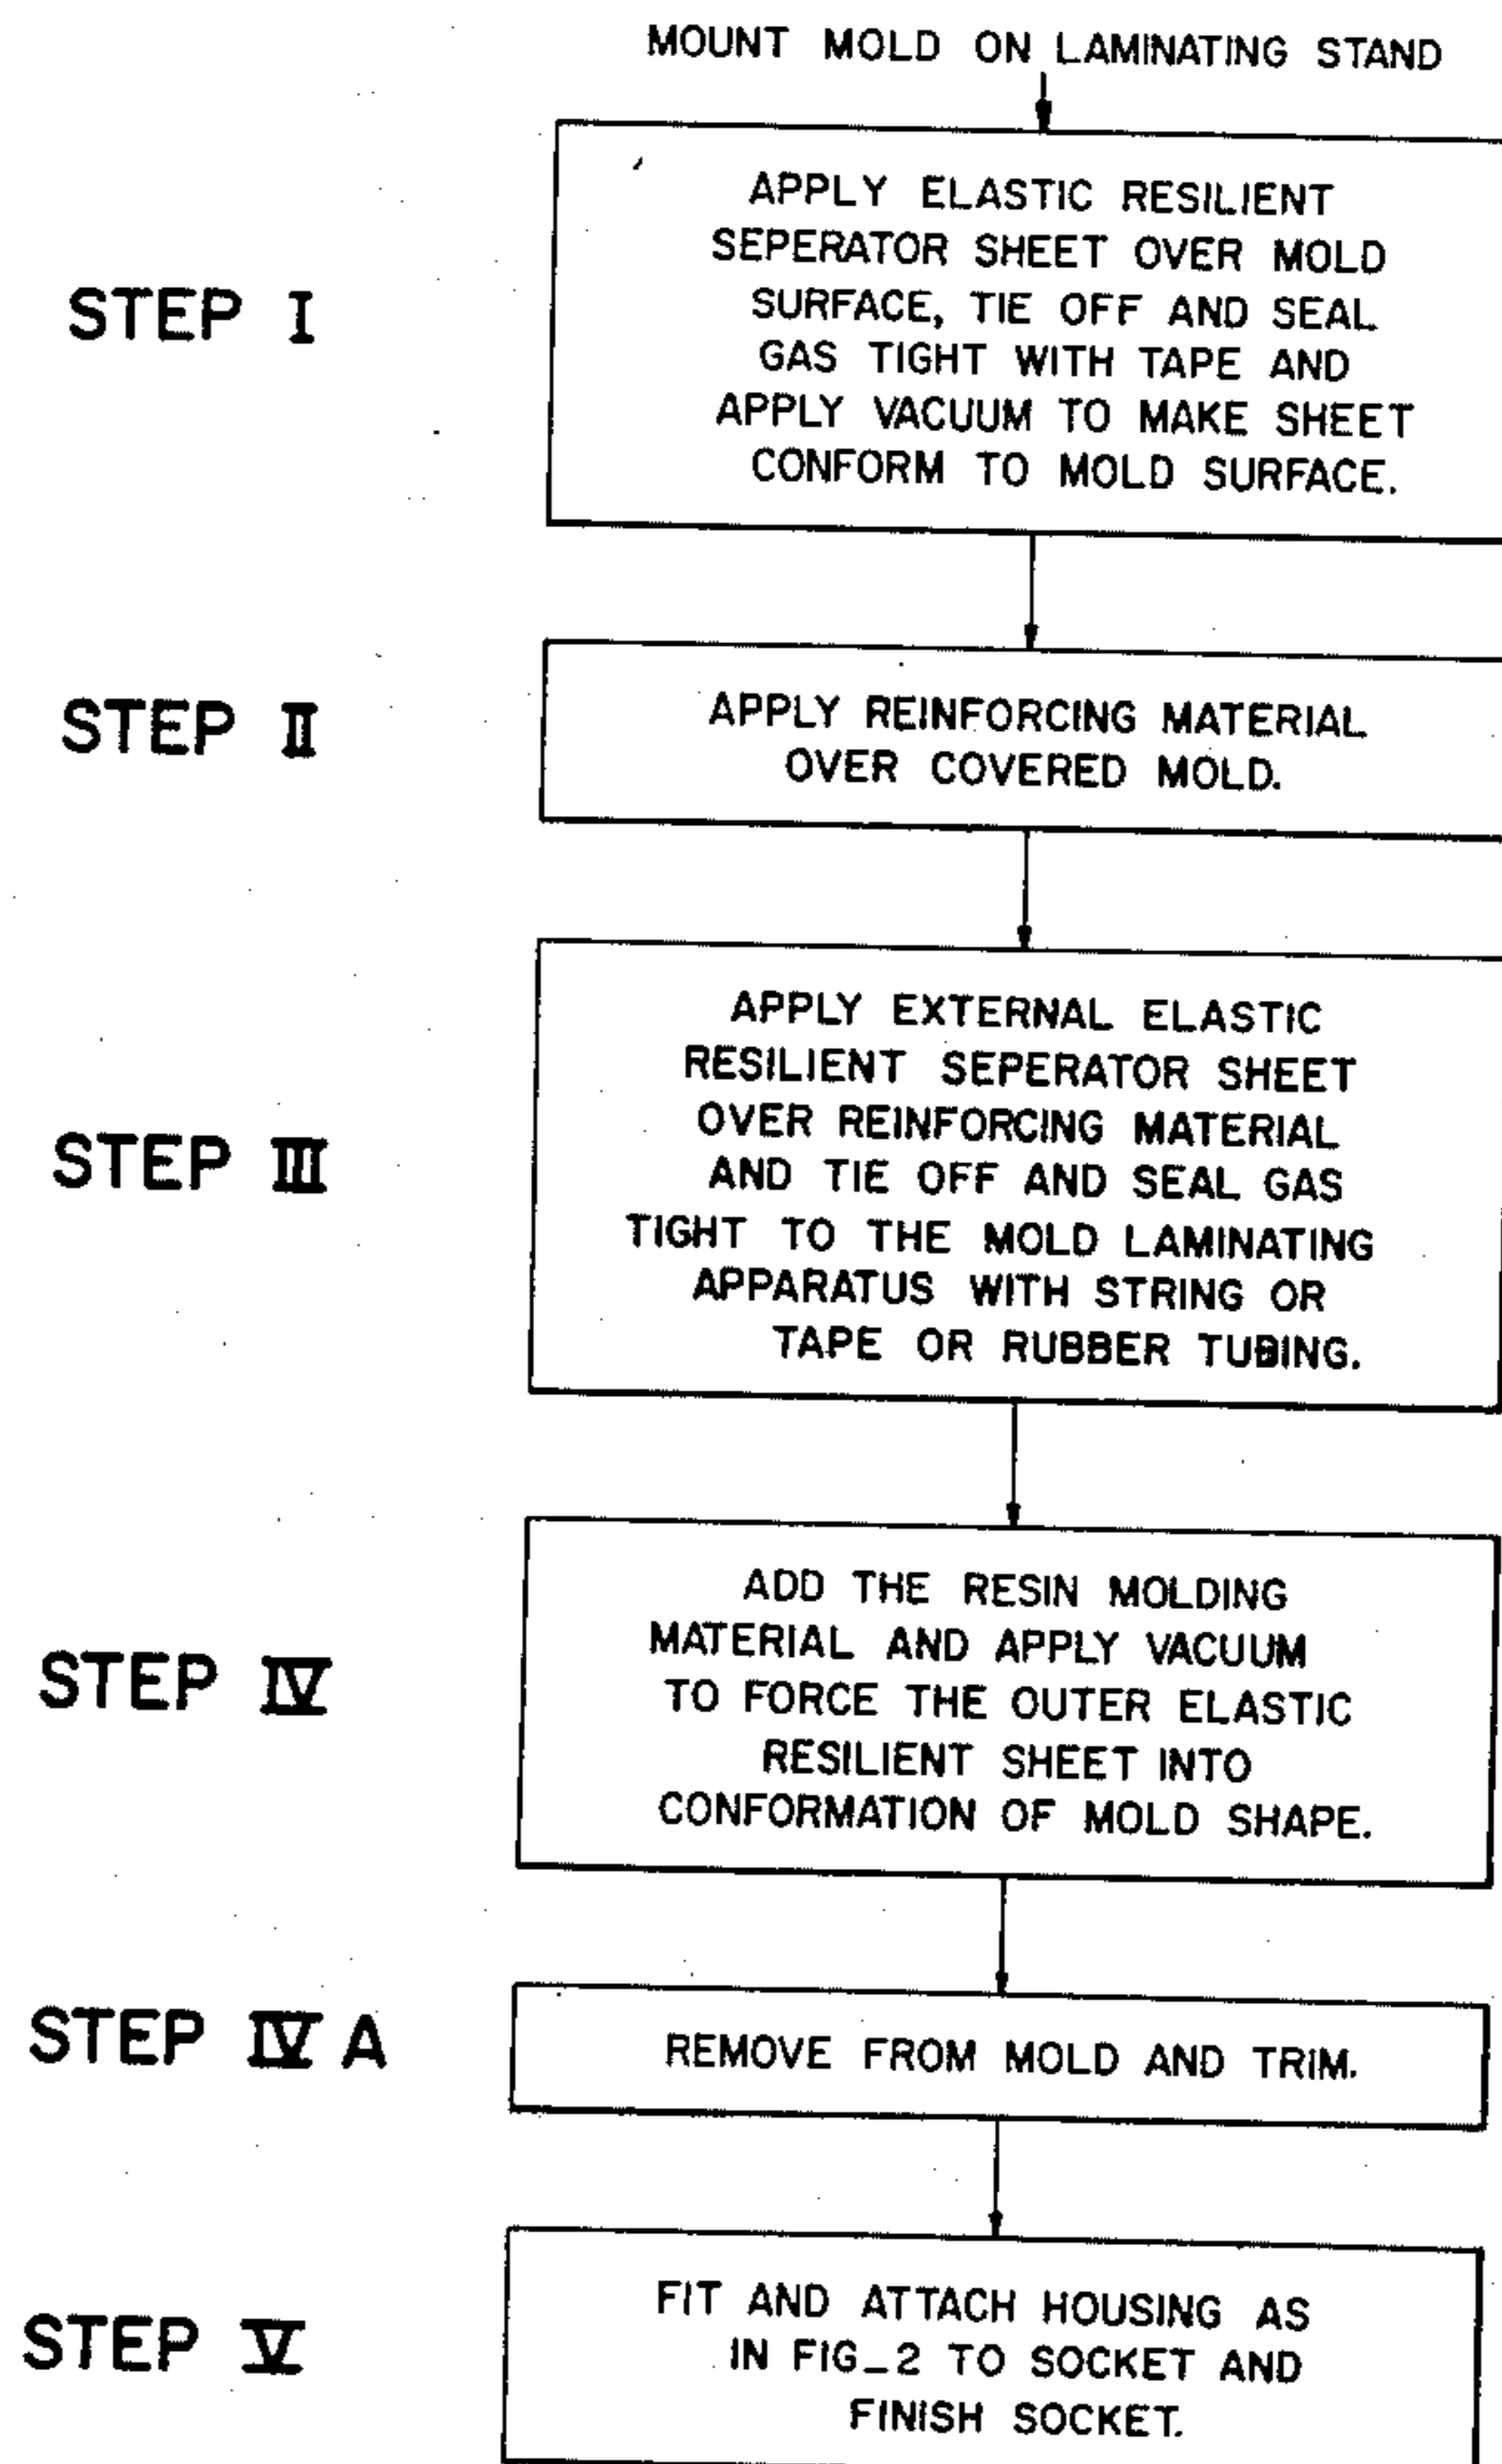 MOUNT MOLD ON LAMINATING STAND
STEP I
APPLY ELASTIC RESILIENT
SEPERATOR SHEET OVER MOLD
SURFACE, TIE OFF AND SEAL
GAS TIGHT WITH TAPE AND
APPLY VACUUM TO MAKE SHEET
CONFORM TO MOLD SURFACE.
STEP II
APPLY REINFORCING MATERIAL
OVER COVERED MOLD.
STEP III
APPLY EXTERNAL ELASTIC
RESILIENT SEPERATOR SHEET
OVER REINFORCING MATERIAL
AND TIE OFF AND SEAL GAS
TIGHT TO THE MOLD LAMINATING
APPARATUS WITH STRING OR
TAPE OR RUBBER TUBING.
STEP IV
ADD THE RESIN MOLDING
MATERIAL AND APPLY VACUUM
TO FORCE THE OUTER ELASTIC
RESILIENT SHEET INTO
CONFORMATION OF MOLD SHAPE.
STEP IV A
REMOVE FROM MOLD AND TRIM.
STEP V
FIT AND ATTACH HOUSING AS
IN FIG_2 TO SOCKET AND
FINISH SOCKET.